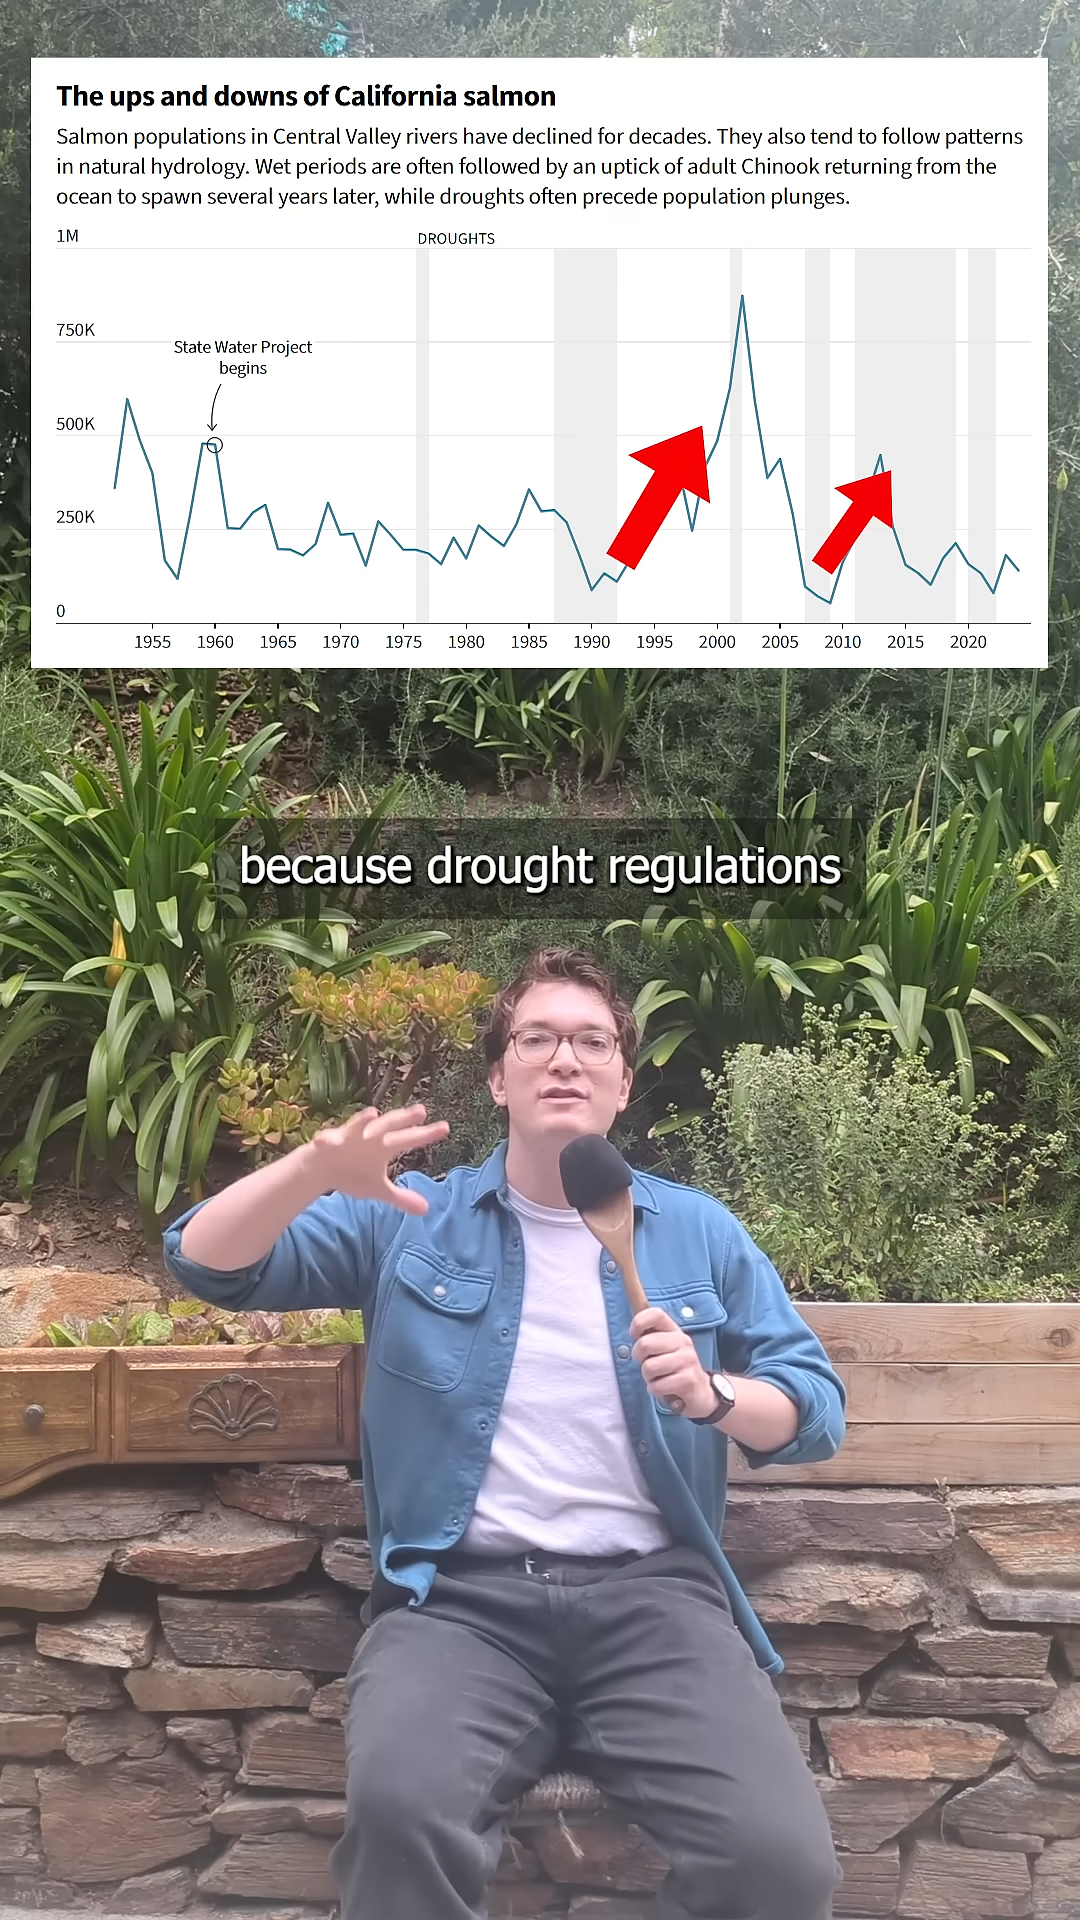 The ups and downs of California salmon
Salmon populations in Central Valley rivers have declined for decades. They also tend to follow patterns
in natural hydrology. Wet periods are often followed by an uptick of adult Chinook returning from the
ocean to spawn several years later, while droughts often precede population plunges.
1M
DROUGHTS
750K
State Water Project
begins
500K
250K
0
1955 1960 1965 1970 1975 1980 1985 1990 1995 2000 2005 2010 2015 2020
because drought regulations